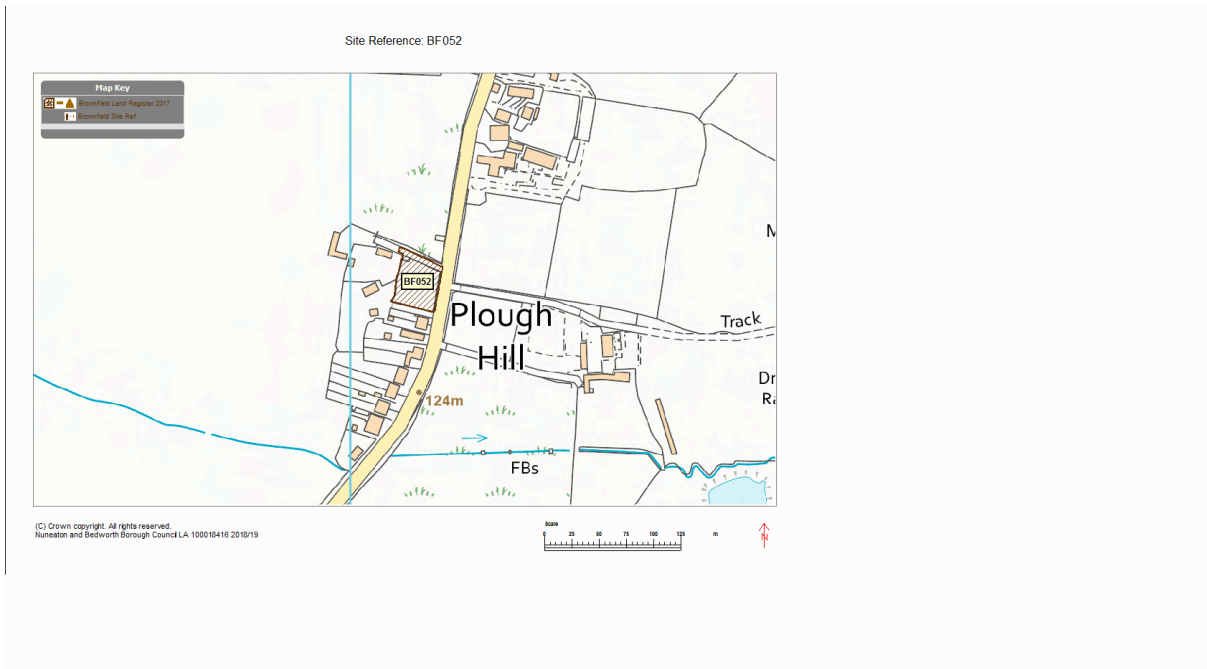 Site Reference: BF052
Map Key
Brownfield Land Register 2017
Brownfield Site Ref
BF052
Plough
Hill
Track
124m
FBs
(C) Crown copyright. All rights reserved.
Nuneaton and Bedworth Borough Council LA 100018416 2018/19
Scale
0 25 50 75 100 125 m
N